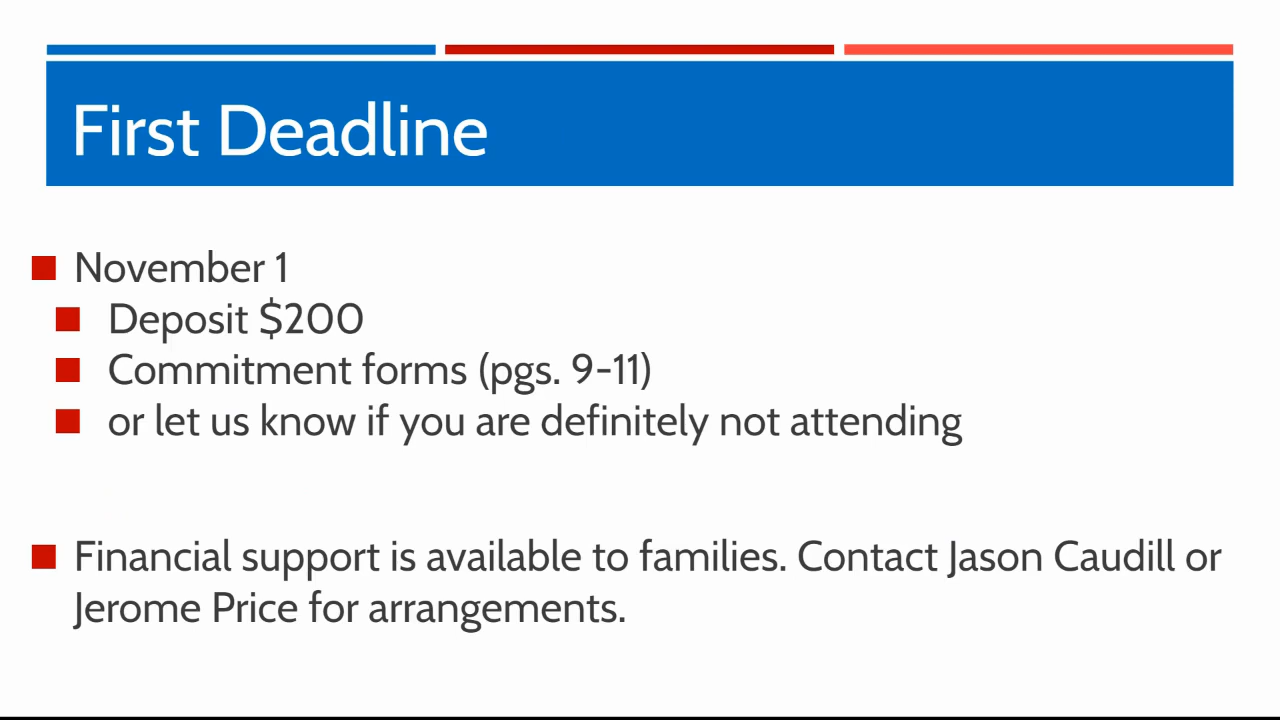 First Deadline
November 1
Deposit $200
Commitment forms (pgs. 9-11)
or let us know if you are definitely not attending
Financial support is available to families. Contact Jason Caudill or
Jerome Price for arrangements.